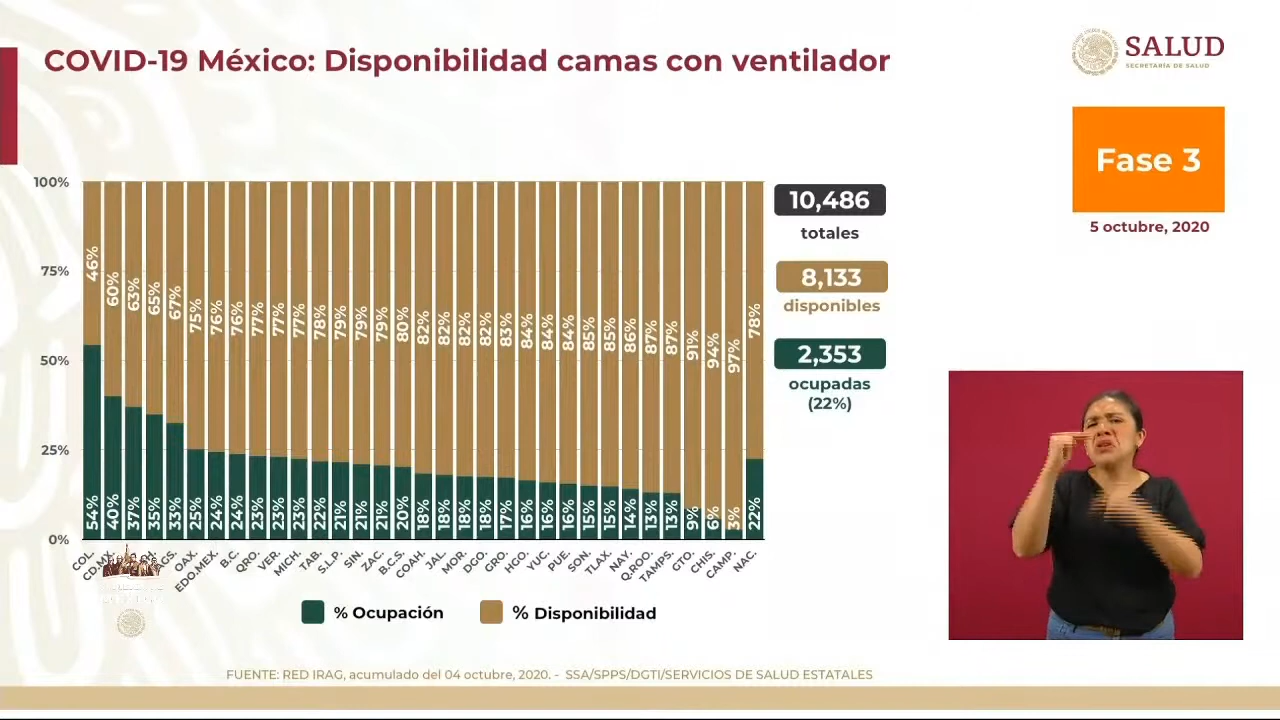 COVID-19 México: Disponibilidad camas con ventilador
SALUD
SECRETARÍA DE SALUD
Fase 3
5 octubre, 2020
100%
75%
50%
25%
0%
46% 60% 63% 65% 67% 75% 76% 76% 77% 77% 77% 78% 79% 79% 79% 80% 82% 82% 82% 82% 83% 84% 84% 84% 85% 85% 86% 87% 87% 91% 94% 97% 78%
54% 40% 37% 35% 33% 25% 24% 24% 23% 23% 23% 22% 21% 21% 21% 20% 18% 18% 18% 18% 17% 16% 16% 16% 15% 15% 14% 13% 13% 9% 6% 3% 22%
COL. CD.MX. AGS. OAX. EDO.MEX. B.C. QRO. VER. MICH. TAB. S.L.P. SIN. ZAC. B.C.S. COAH. JAL. MOR. DGO. GRO. HGO. YUC. PUE. SON. TLAX. NAY. Q.ROO. TAMPS. GTO. CHIS. CAMP. NAC.
10,486
totales
8,133
disponibles
2,353
ocupadas
(22%)
% Ocupación
% Disponibilidad
FUENTE: RED IRAG, acumulado del 04 octubre, 2020. - SSA/SPPS/DGTI/SERVICIOS DE SALUD ESTATALES